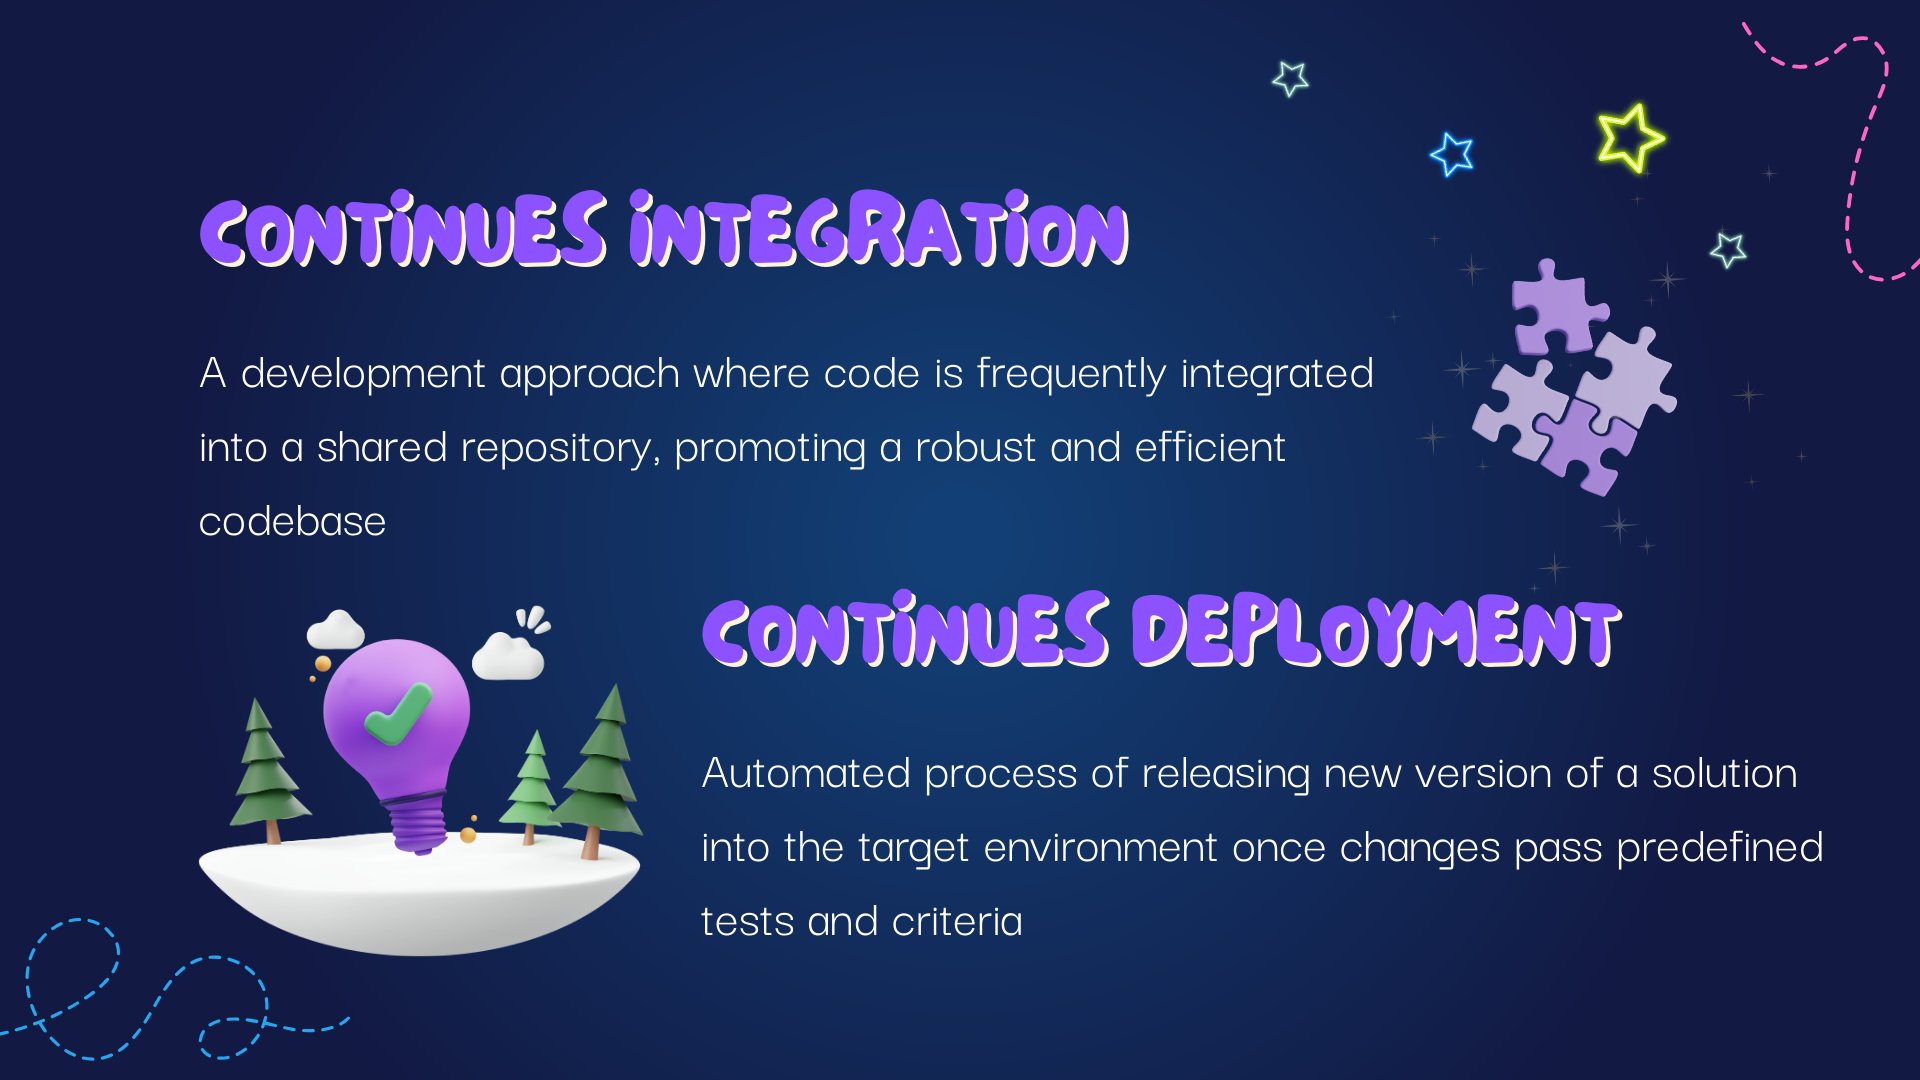 CONTINUES INTEGRATION
A development approach where code is frequently integrated
into a shared repository, promoting a robust and efficient
codebase
CONTINUES DEPLOYMENT
Automated process of releasing new version of a solution
into the target environment once changes pass predefined
tests and criteria